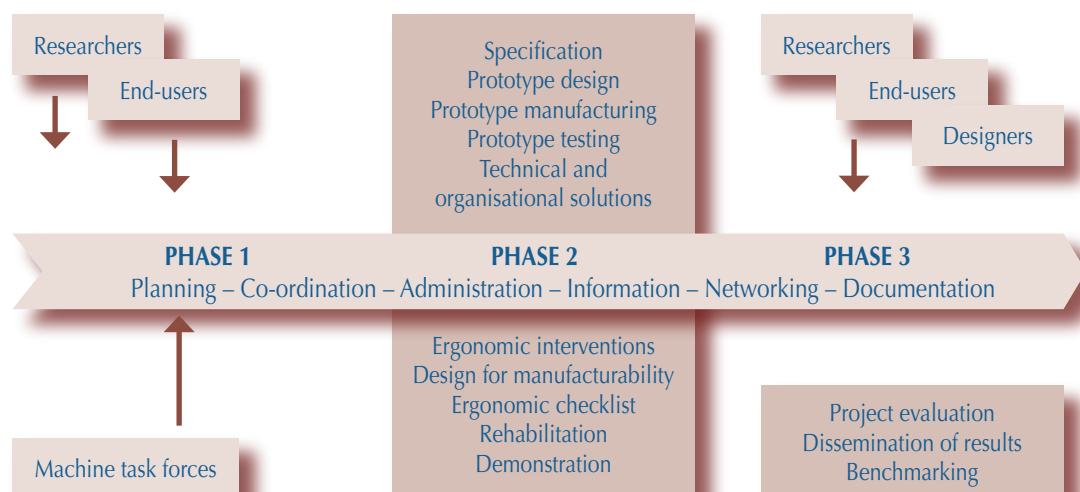 Researchers
End-users
Specification
Prototype design
Prototype manufacturing
Prototype testing
Technical and
organisational solutions
Researchers
End-users
Designers
PHASE 1
PHASE 2
PHASE 3
Planning – Co-ordination – Administration – Information – Networking – Documentation
Machine task forces
Ergonomic interventions
Design for manufacturability
Ergonomic checklist
Rehabilitation
Demonstration
Project evaluation
Dissemination of results
Benchmarking